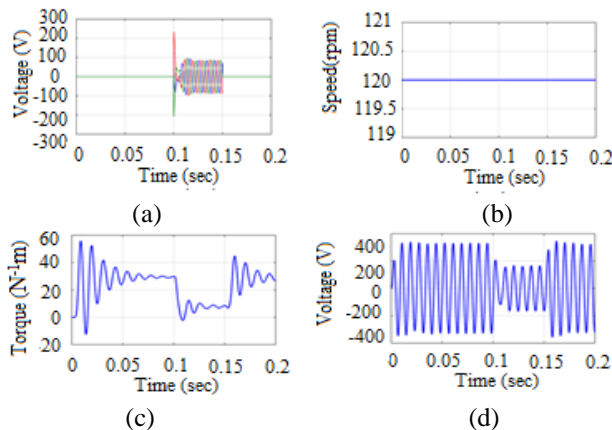 Voltage (V)
300
200
100
0
-100
-200
-300
0 0.05 0.1 0.15 0.2
Time (sec)
(a)
Speed(rpm)
121
120.5
120
119.5
119
0 0.05 0.1 0.15 0.2
Time (sec)
(b)
Torque (N⁻¹m)
60
40
20
0
20
0 0.05 0.1 0.15 0.2
Time (sec)
(c)
Voltage (V)
400
200
0
-200
-400
0 0.05 0.1 0.15 0.2
Time (sec)
(d)